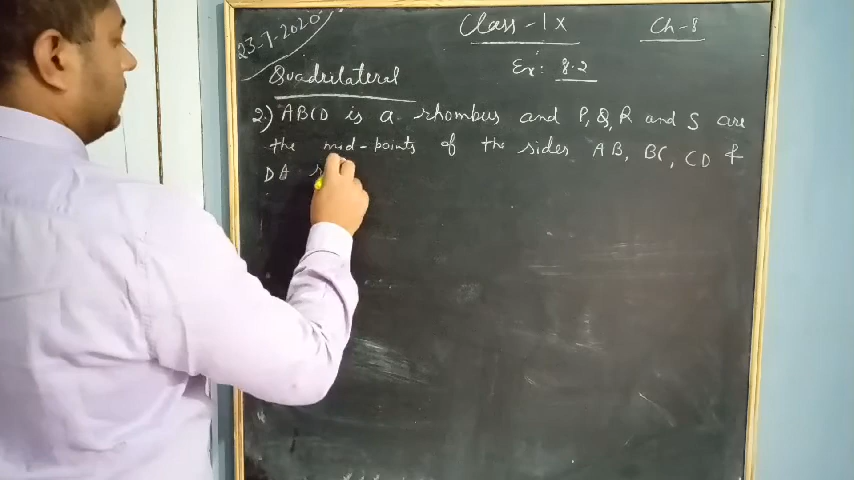 23-7-2020
Class - IX
Ch-8
Ex: 8.2
Quadrilateral
2.) ABCD is a rhombus and P, Q, R and S are
the mid-points of the sides AB, BC, CD &
DA